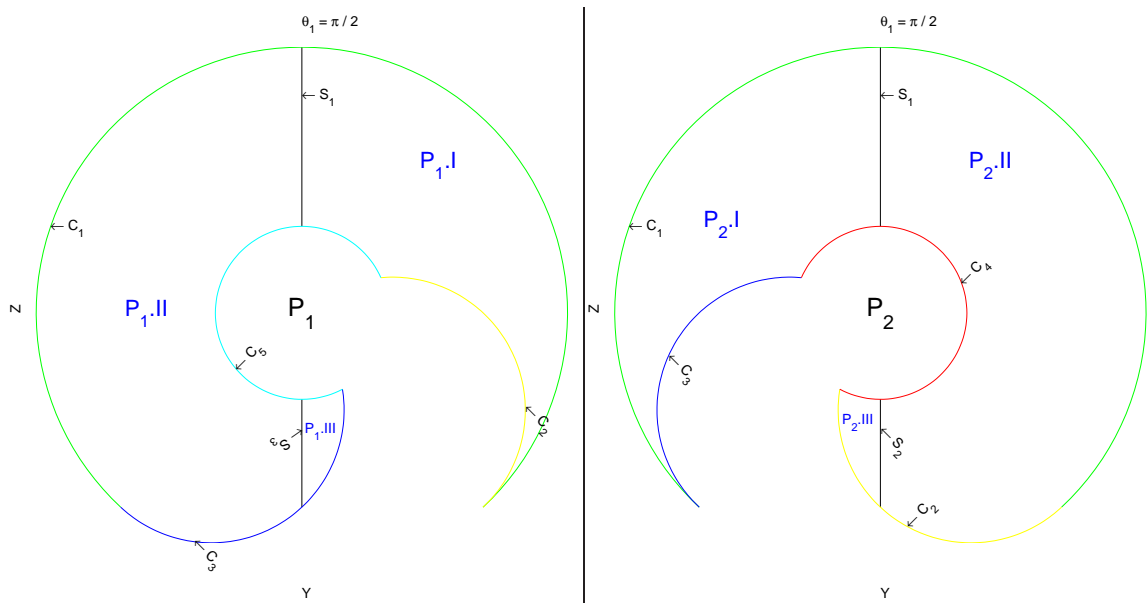 θ₁ = π / 2
S₁
P₁.I
C₁
P₁.II
P₁
C₅
C₂
S₃
P₁.III
C₃
Z
Y
θ₁ = π / 2
S₁
P₂.II
P₂.I
C₁
C₄
P₂
C₃
P₂.III
S₂
C₂
Z
Y